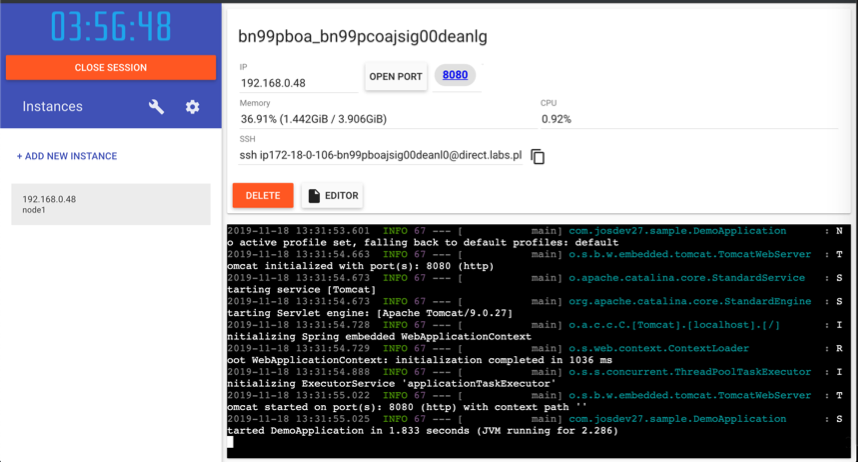 03:56:48
CLOSE SESSION
Instances
+ ADD NEW INSTANCE
192.168.0.48
node1
bn99pboa_bn99pcoajsig00deanlg
IP
192.168.0.48
OPEN PORT
8080
Memory
36.91% (1.442GiB / 3.906GiB)
CPU
0.92%
SSH
ssh ip172-18-0-106-bn99pboajsig00deanl0@direct.labs.pl
DELETE
EDITOR
2019-11-18 13:31:53.601 INFO 67 --- [ main] com.josdev27.sample.DemoApplication : N
o active profile set, falling back to default profiles: default
2019-11-18 13:31:54.663 INFO 67 --- [ main] o.s.b.w.embedded.tomcat.TomcatWebServer : T
omcat initialized with port(s): 8080 (http)
2019-11-18 13:31:54.673 INFO 67 --- [ main] o.apache.catalina.core.StandardService : S
tarting service [Tomcat]
2019-11-18 13:31:54.673 INFO 67 --- [ main] org.apache.catalina.core.StandardEngine : S
tarting Servlet engine: [Apache Tomcat/9.0.27]
2019-11-18 13:31:54.728 INFO 67 --- [ main] o.a.c.c.C.[Tomcat].[localhost].[/] : I
nitializing Spring embedded WebApplicationContext
2019-11-18 13:31:54.729 INFO 67 --- [ main] o.s.web.context.ContextLoader : R
oot WebApplicationContext: initialization completed in 1036 ms
2019-11-18 13:31:54.888 INFO 67 --- [ main] o.s.s.concurrent.ThreadPoolTaskExecutor : I
nitializing ExecutorService 'applicationTaskExecutor'
2019-11-18 13:31:55.022 INFO 67 --- [ main] o.s.b.w.embedded.tomcat.TomcatWebServer : T
omcat started on port(s): 8080 (http) with context path ''
2019-11-18 13:31:55.025 INFO 67 --- [ main] com.josdev27.sample.DemoApplication : S
tarted DemoApplication in 1.833 seconds (JVM running for 2.286)